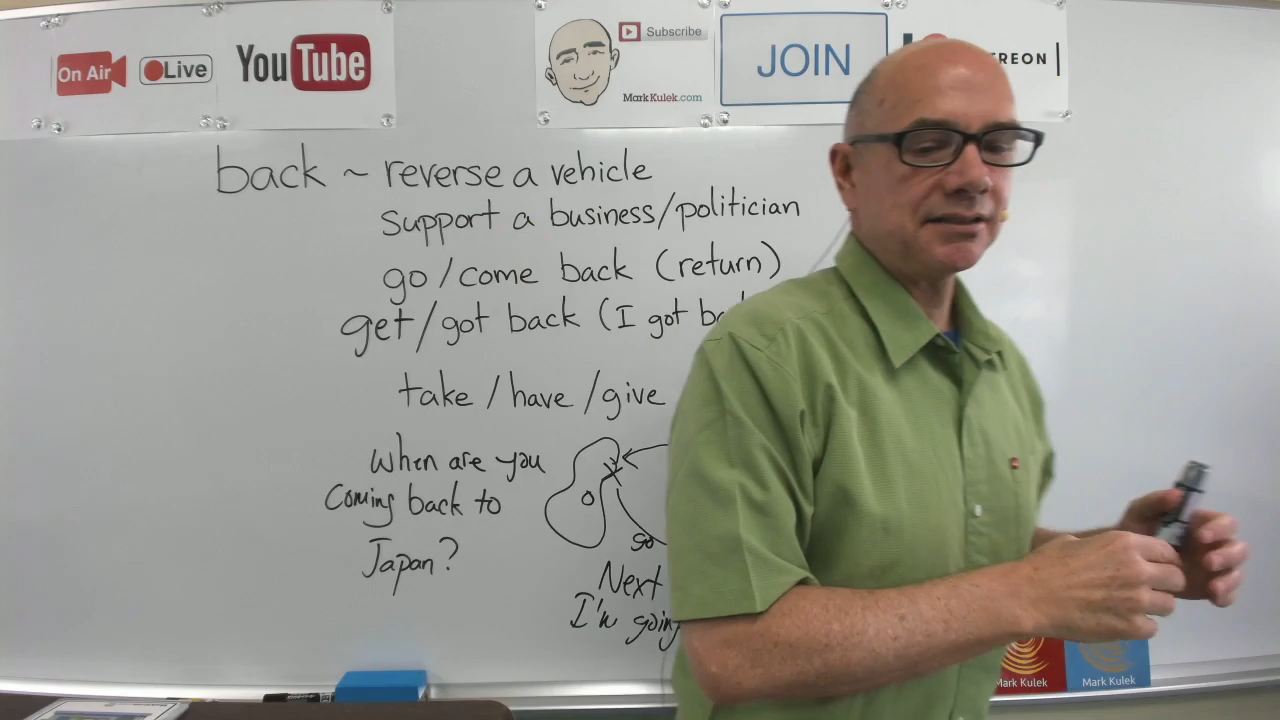 On Air
Live
YouTube
Subscribe
MarkKulek.com
JOIN
REON
back ~ reverse a vehicle
support a business/politician
go/come back (return)
get/got back (I got
take/have/give
When are you
coming back to
Japan?
go
Next
I'm going
Mark Kulek
Mark Kulek